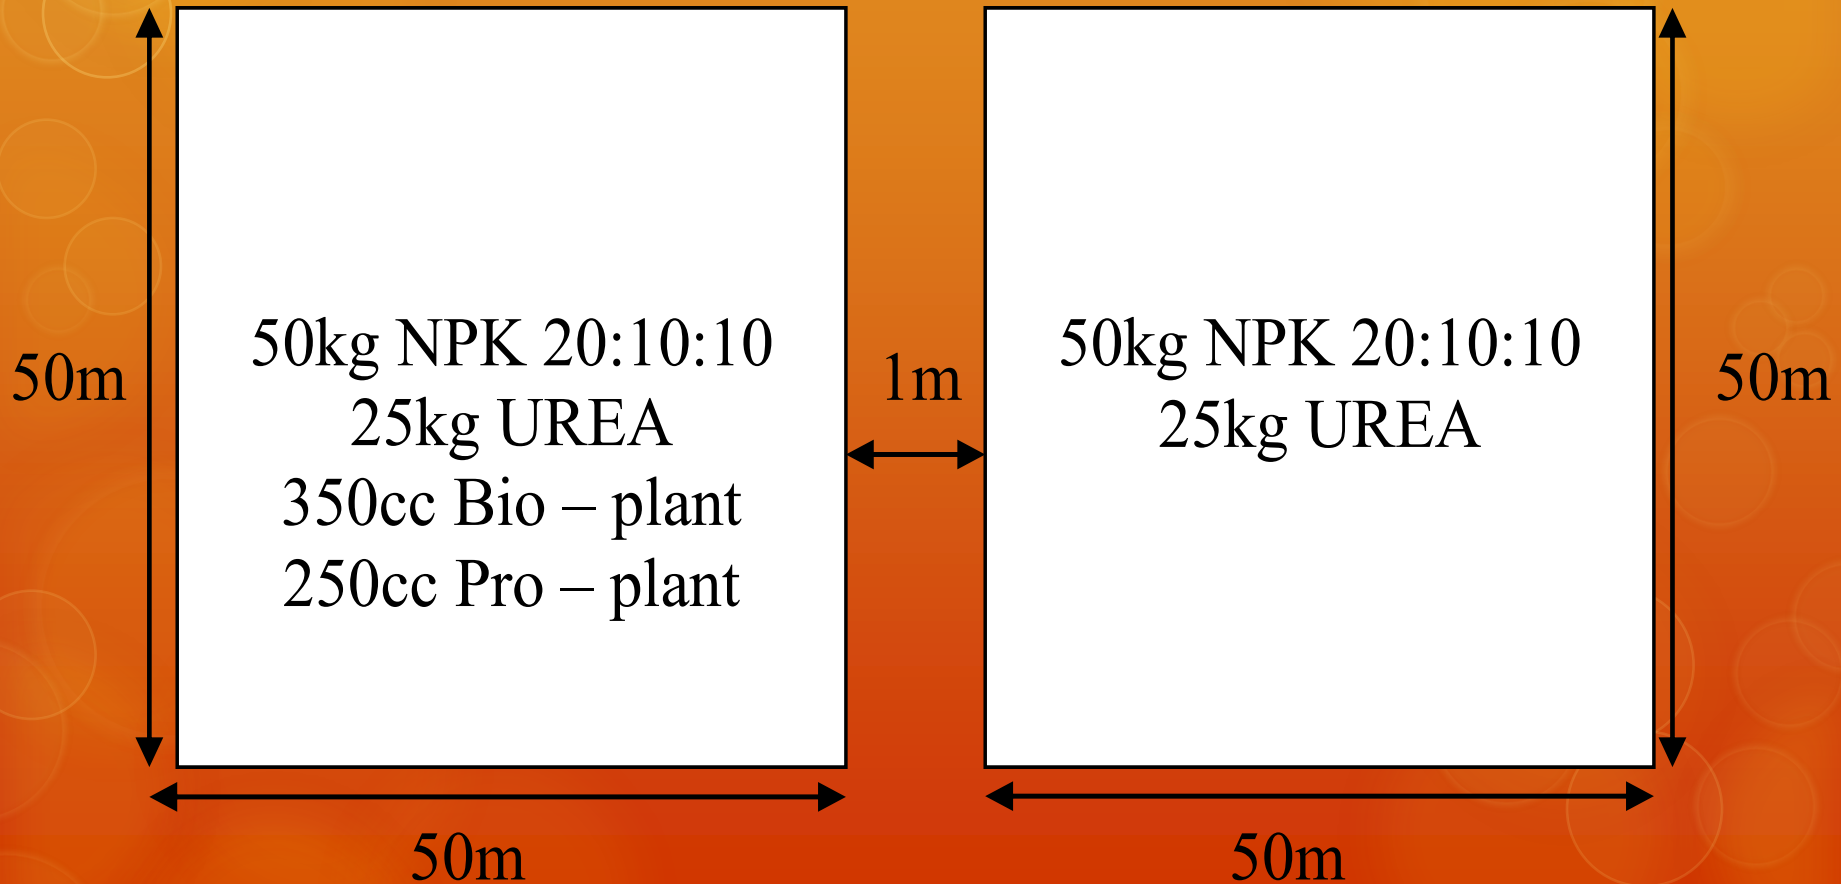 50m
50kg NPK 20:10:10
25kg UREA
350cc Bio – plant
250cc Pro – plant
50m
1m
50kg NPK 20:10:10
25kg UREA
50m
50m